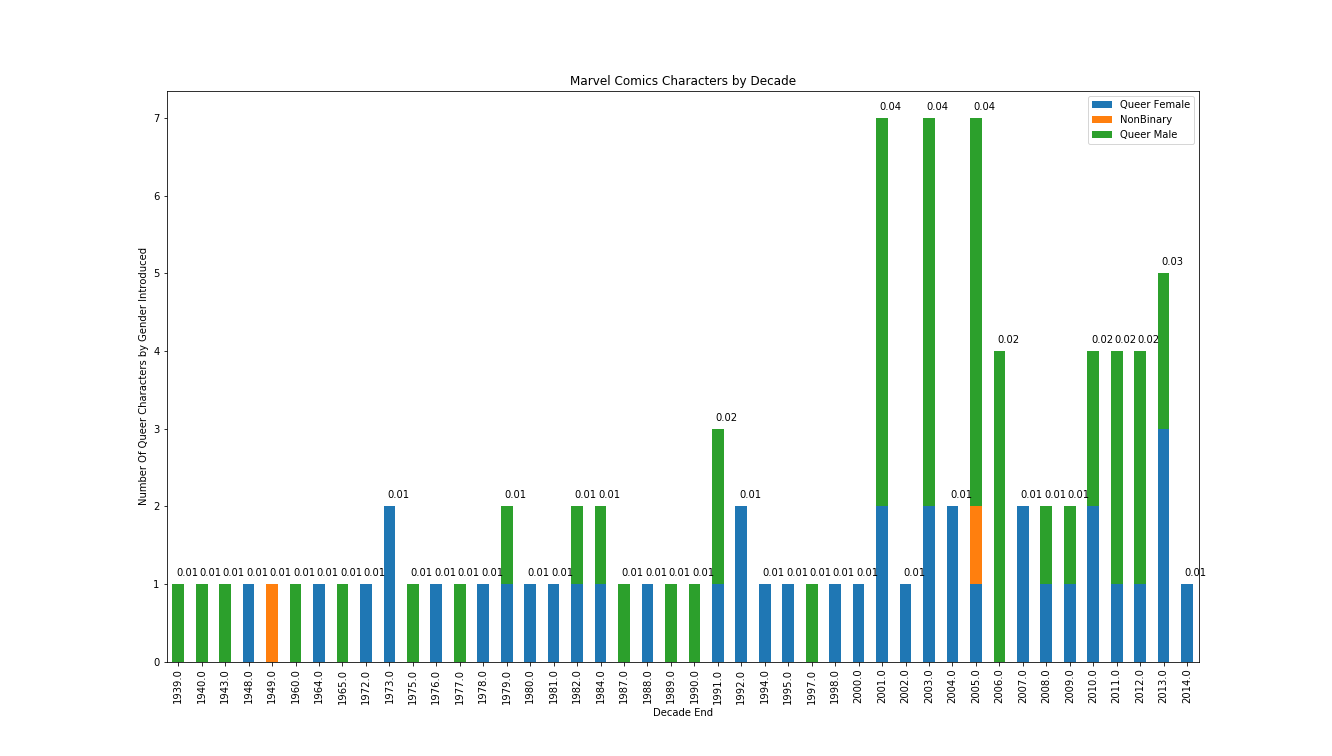 Marvel Comics Characters by Decade
Queer Female
NonBinary
Queer Male
Number Of Queer Characters by Gender Introduced
7
6
5
4
3
2
1
0
0.04 0.04 0.04
0.03
0.02 0.02 0.02 0.02
0.02
0.01 0.01 0.01 0.01 0.01 0.01 0.01 0.01 0.01
0.01 0.01 0.01 0.01 0.01 0.01 0.01 0.01 0.01 0.01 0.01 0.01 0.01 0.01 0.01 0.01 0.01 0.01 0.01 0.01 0.01 0.01 0.01 0.01 0.01 0.01
1939.0 1940.0 1943.0 1948.0 1949.0 1960.0 1964.0 1965.0 1972.0 1973.0 1975.0 1976.0 1977.0 1978.0 1979.0 1980.0 1981.0 1982.0 1984.0 1987.0 1988.0 1989.0 1990.0 1991.0 1992.0 1994.0 1995.0 1997.0 1998.0 2000.0 2001.0 2002.0 2003.0 2004.0 2005.0 2006.0 2007.0 2008.0 2009.0 2010.0 2011.0 2012.0 2013.0 2014.0
Decade End